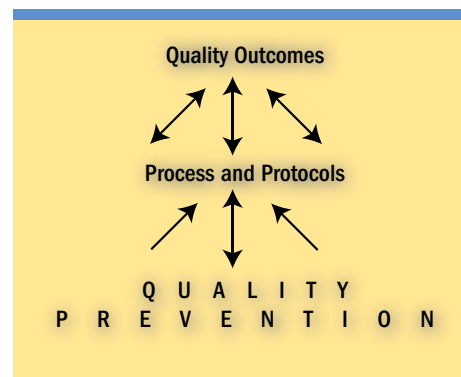 Quality Outcomes
Process and Protocols
Q U A L I T Y
P R E V E N T I O N